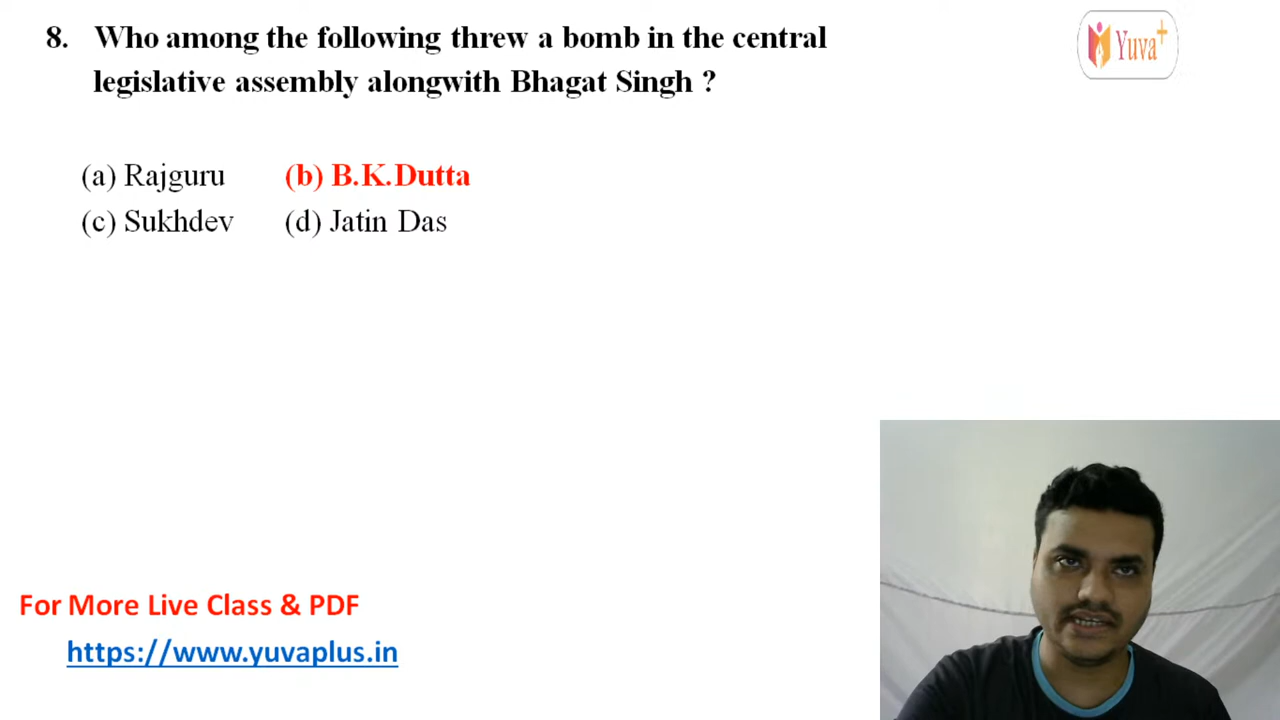 8. Who among the following threw a bomb in the central
legislative assembly alongwith Bhagat Singh ?
Yuva+
(a) Rajguru (b) B.K.Dutta
(c) Sukhdev (d) Jatin Das
For More Live Class & PDF
https://www.yuvaplus.in